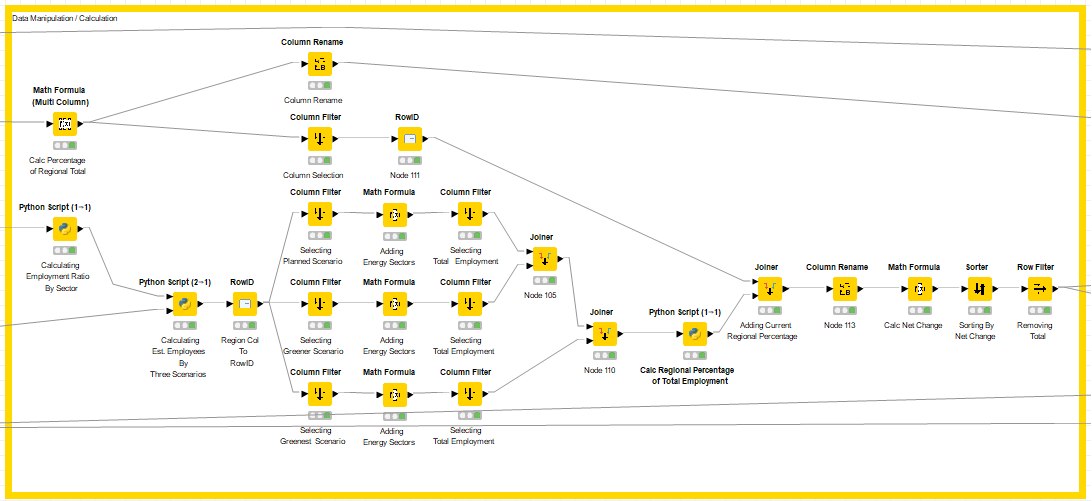 Data Manipulation / Calculation
Column Rename
Column Rename
Math Formula
(Multi Column)
Calc Percentage
of Regional Total
Column Filter
Column Selection
RowID
Node 111
Python Script (1→1)
Calculating
Employment Ratio
By Sector
Python Script (2→1)
Calculating
Est. Employees
By
Three Scenarios
RowID
Region Col
To
RowID
Column Filter
Selecting
Planned Scenario
Math Formula
Adding
Energy Sectors
Column Filter
Selecting
Total Employment
Column Filter
Selecting
Greener Scenario
Math Formula
Adding
Energy Sectors
Column Filter
Selecting
Total Employment
Column Filter
Selecting
Greenest Scenario
Math Formula
Adding
Energy Sectors
Column Filter
Selecting
Total Employment
Joiner
Node 105
Joiner
Node 110
Python Script (1→1)
Calc Regional Percentage
of Total Employment
Joiner
Adding Current
Regional Percentage
Column Rename
Node 113
Math Formula
Calc Net Change
Sorter
Sorting By
Net Change
Row Filter
Removing
Total